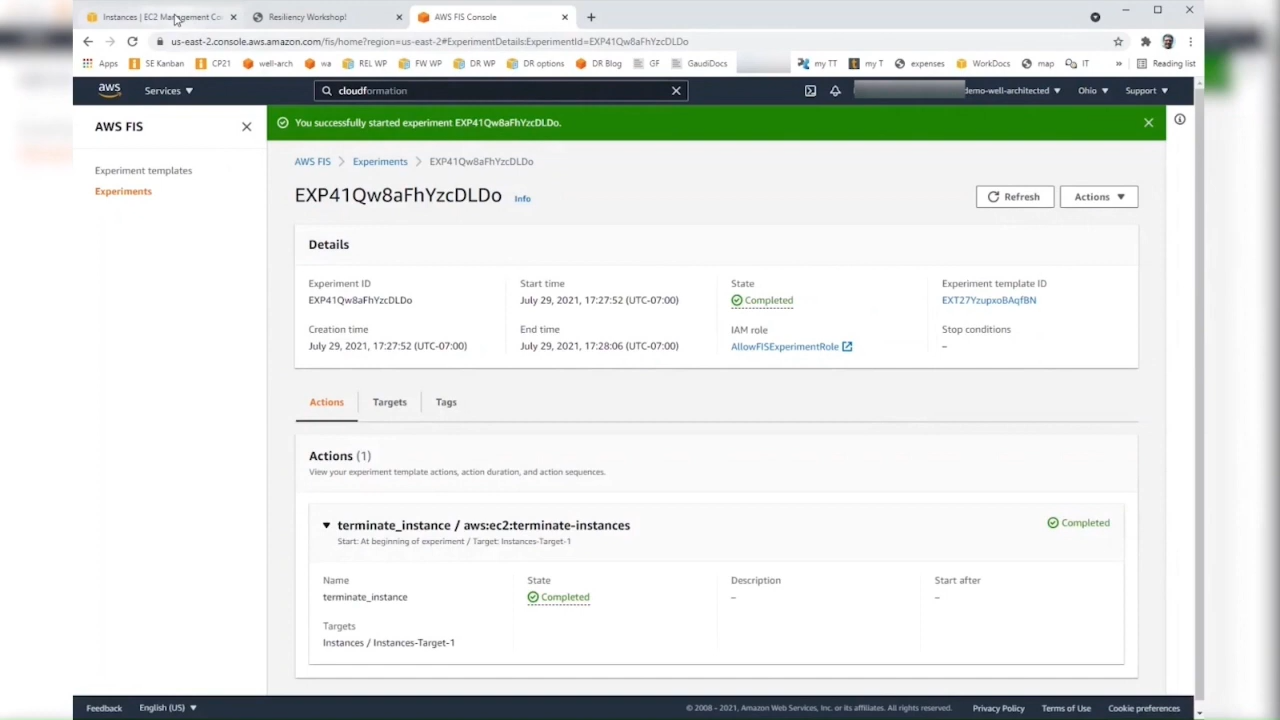 Instances | EC2 Management Co
Resiliency Workshop!
AWS FIS Console
us-east-2.console.aws.amazon.com/fis/home?region=us-east-2#ExperimentDetails:ExperimentId=EXP41Qw8aFhYzcDLDo
Apps SE Kanban CP21 well-arch wa REL WP FW WP DR WP DR options DR Blog GF GaudiDocs my TT my T expenses WorkDocs map IT » Reading list
aws Services ▼ cloudformation demo-well-architected ▼ Ohio ▼ Support ▼
AWS FIS
Experiment templates
Experiments
You successfully started experiment EXP41Qw8aFhYzcDLDo.
AWS FIS > Experiments > EXP41Qw8aFhYzcDLDo
EXP41Qw8aFhYzcDLDo Info
Refresh Actions ▼
Details
Experiment ID
EXP41Qw8aFhYzcDLDo
Creation time
July 29, 2021, 17:27:52 (UTC-07:00)
Start time
July 29, 2021, 17:27:52 (UTC-07:00)
End time
July 29, 2021, 17:28:06 (UTC-07:00)
State
Completed
IAM role
AllowFISExperimentRole
Experiment template ID
EXT27YzupxoBAqfBN
Stop conditions
–
Actions Targets Tags
Actions (1)
View your experiment template actions, action duration, and action sequences.
terminate_instance / aws:ec2:terminate-instances
Start: At beginning of experiment / Target: Instances-Target-1
Completed
Name
terminate_instance
State
Completed
Description
–
Start after
–
Targets
Instances / Instances-Target-1
Feedback English (US) ▼ © 2008 - 2021, Amazon Web Services, Inc. or its affiliates. All rights reserved. Privacy Policy Terms of Use Cookie preferences